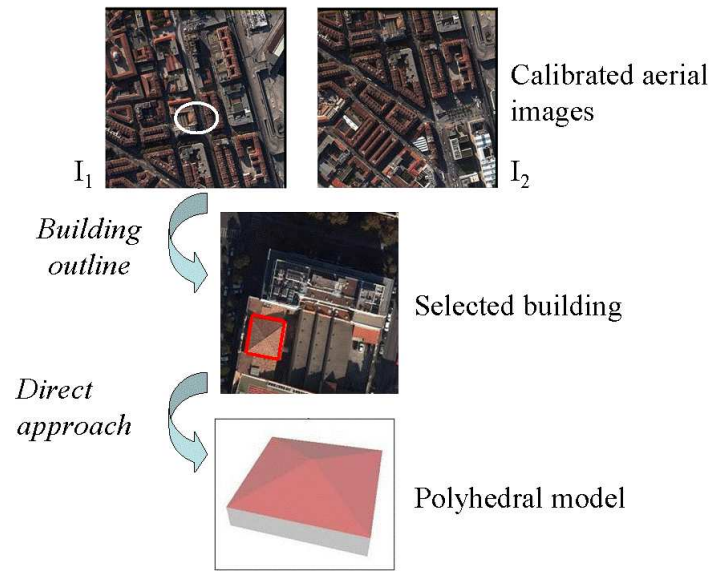 Calibrated aerial
images
I1
I2
Building
outline
Selected building
Direct
approach
Polyhedral model